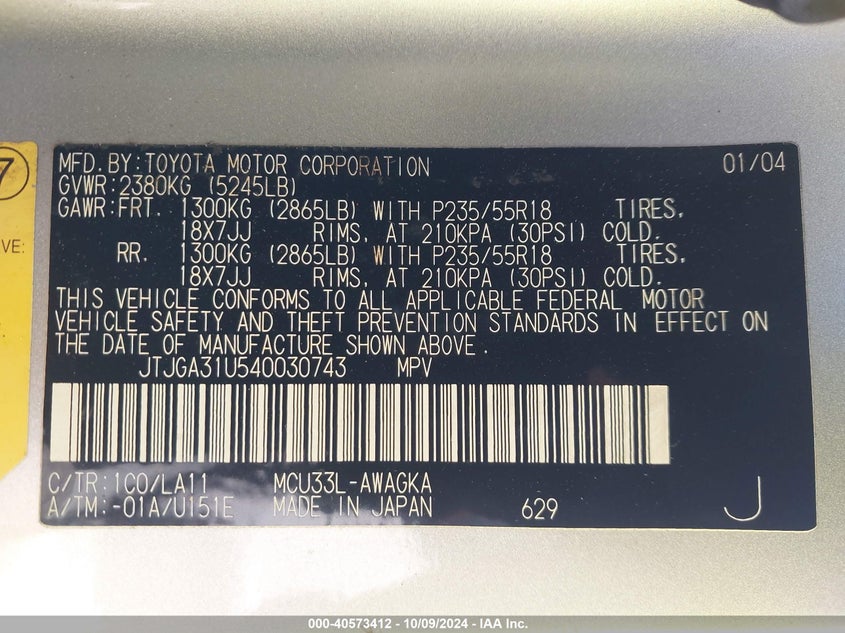 7
VE:
MFD. BY: TOYOTA MOTOR CORPORATION 01/04
GVWR: 2380KG (5245LB)
GAWR: FRT. 1300KG (2865LB) WITH P235/55R18 TIRES,
18X7JJ RIMS, AT 210KPA (30PSI) COLD.
RR. 1300KG (2865LB) WITH P235/55R18 TIRES,
18X7JJ RIMS, AT 210KPA (30PSI) COLD.
THIS VEHICLE CONFORMS TO ALL APPLICABLE FEDERAL MOTOR
VEHICLE SAFETY AND THEFT PREVENTION STANDARDS IN EFFECT ON
THE DATE OF MANUFACTURE SHOWN ABOVE.
JTJGA31U540030743 MPV
C/TR: 1C0/LA11 MCU33L-AWAGKA
A/TM: -01A/U151E MADE IN JAPAN 629 J
000-40573412 - 10/09/2024 - IAA Inc.